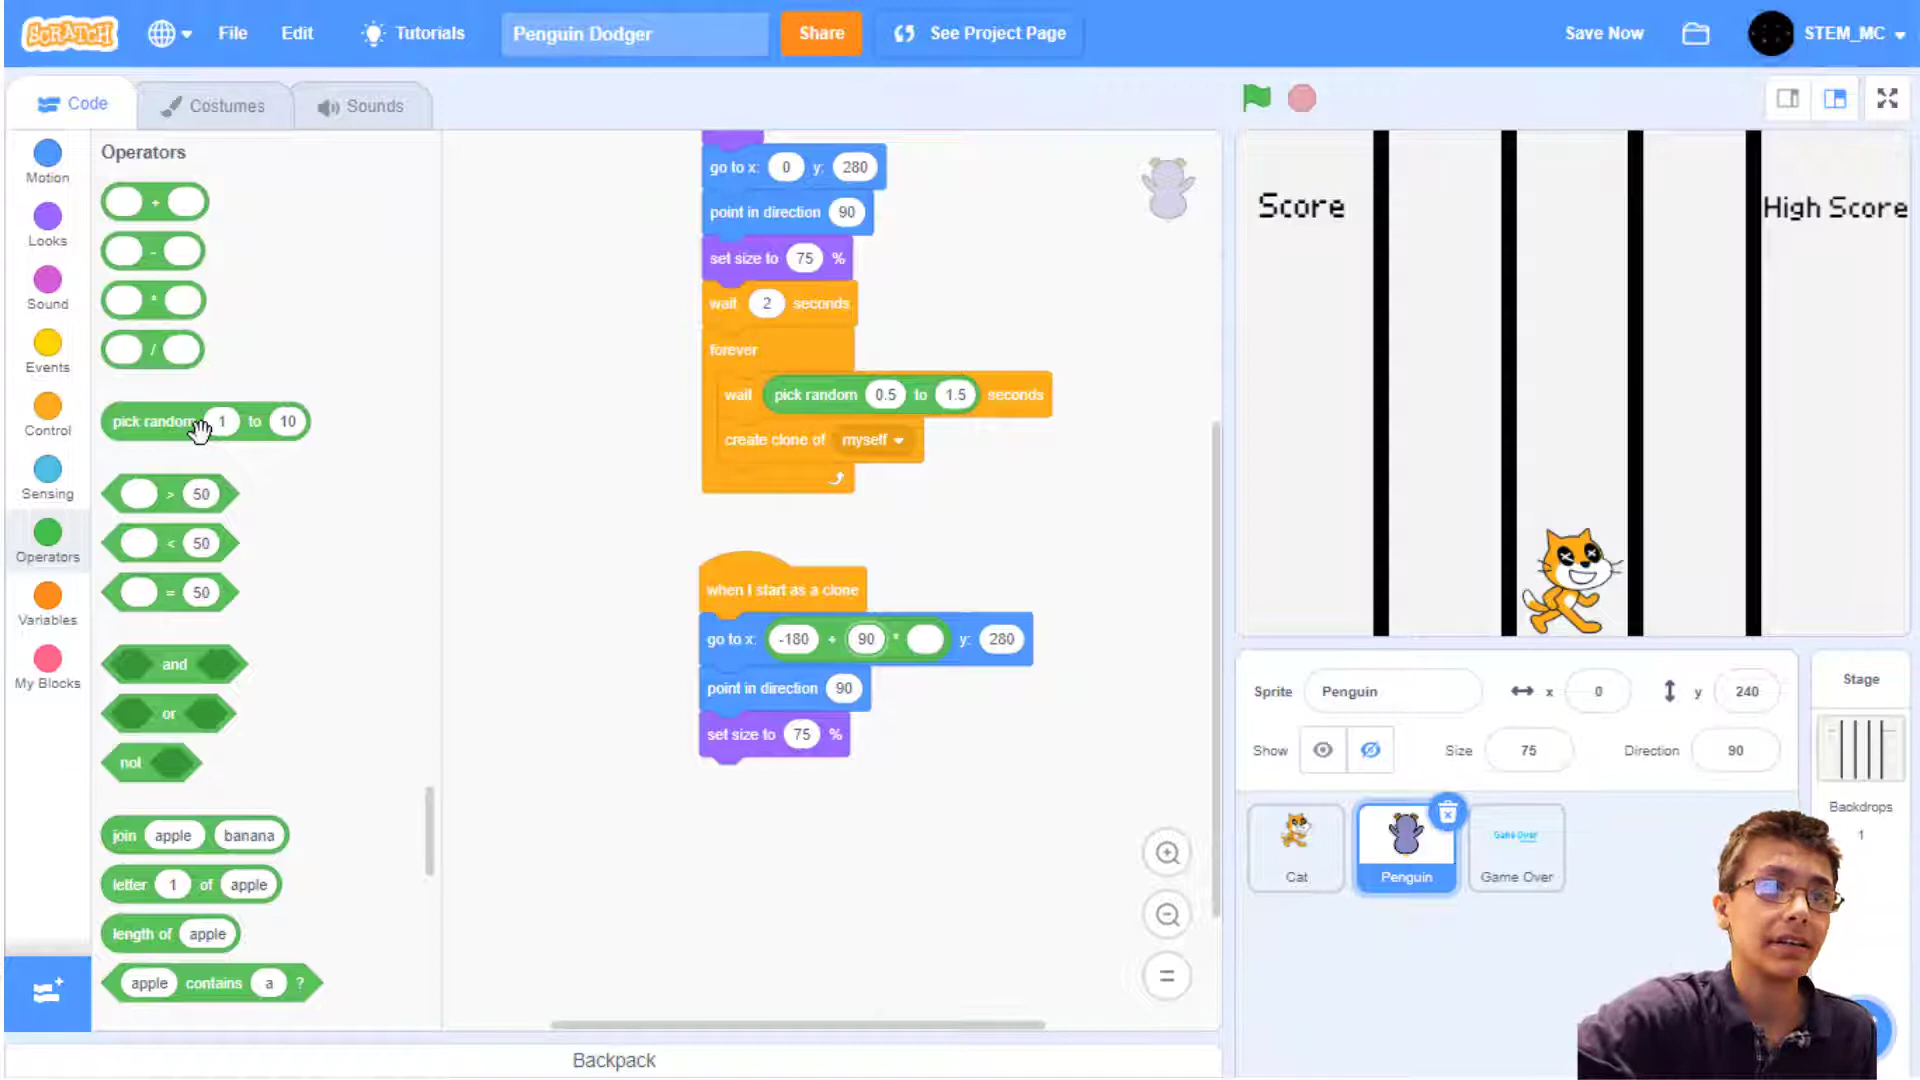 SCRATCH File Edit Tutorials Penguin Dodger Share See Project Page Save Now STEM_MC
Code Costumes Sounds
Motion
Looks
Sound
Events
Control
Sensing
Operators
Variables
My Blocks
Operators
+
-
*
/
pick random 1 to 10
> 50
< 50
= 50
and
or
not
join apple banana
letter 1 of apple
length of apple
apple contains a ?
go to x: 0 y: 280
point in direction 90
set size to 75 %
wait 2 seconds
forever
wait pick random 0.5 to 1.5 seconds
create clone of myself
when I start as a clone
go to x: -180 + 90 * y: 280
point in direction 90
set size to 75 %
Backpack
Score High Score
Sprite Penguin x 0 y 240
Show Size 75 Direction 90
Cat
Penguin
Game Over
Game Over
Stage
Backdrops
1